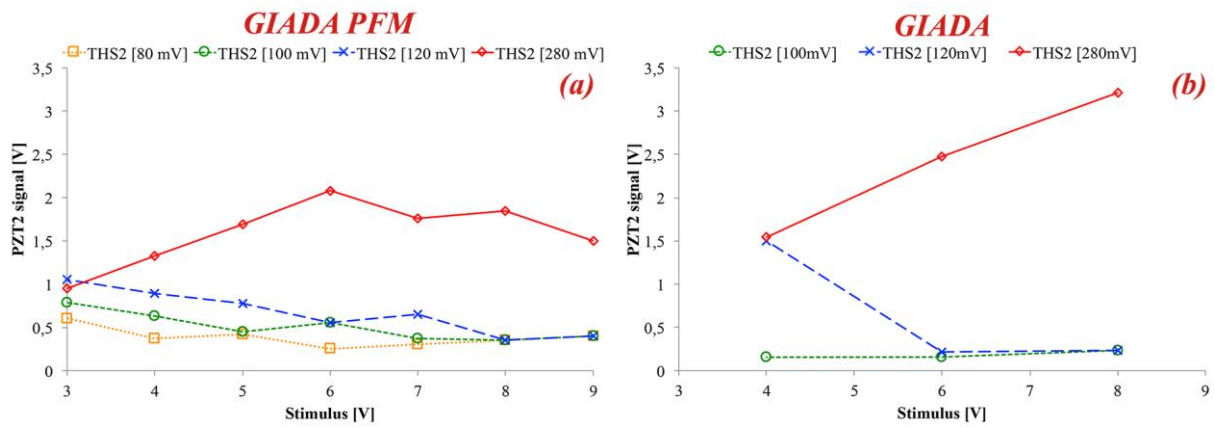 GIADA PFM
THS2 [80 mV] THS2 [100 mV] THS2 [120 mV] THS2 [280 mV]
(a)
3,5
3
2,5
2
1,5
1
0,5
0
PZT2 signal [V]
3 4 5 6 7 8 9
Stimulus [V]
GIADA
THS2 [100mV] THS2 [120mV] THS2 [280mV]
(b)
3,5
3
2,5
2
1,5
1
0,5
0
PZT2 signal [V]
3 4 5 6 7 8 9
Stimulus [V]